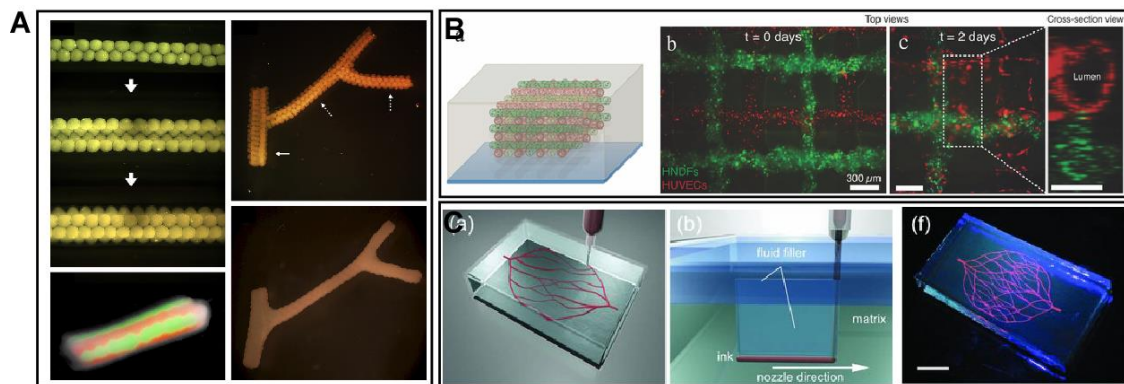 A
B
a
Top views
Cross-section view
b
t = 0 days
c
t = 2 days
Lumen
HNDFs
HUVECs
300 µm
C
(a)
(b)
fluid filler
matrix
ink
nozzle direction
(f)